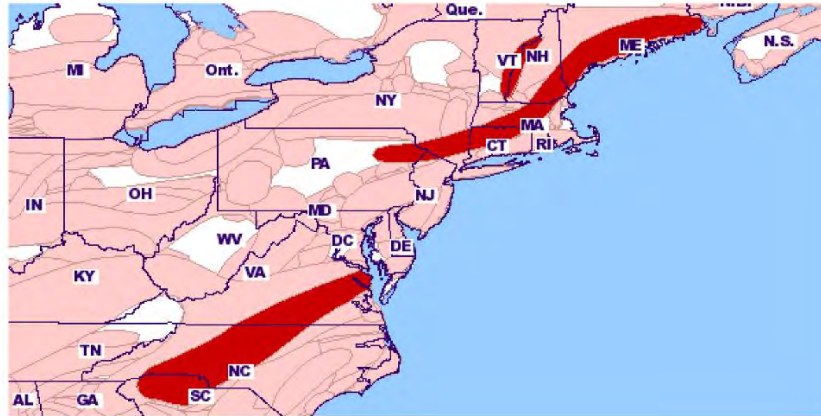 Que.
N.B.
ME
N.S.
VT
NH
MI
Ont.
NY
MA
CT
RI
PA
NJ
OH
IN
MD
WV
DC
DE
KY
VA
TN
NC
SC
AL
GA